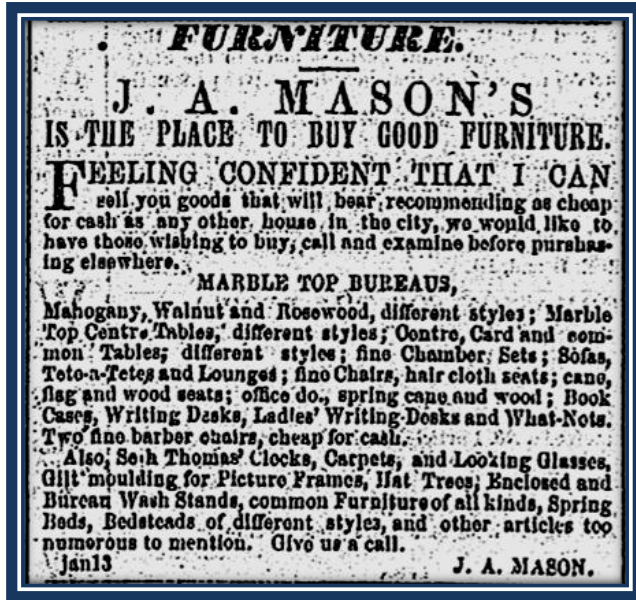 FURNITURE.
J. A. MASON'S
IS THE PLACE TO BUY GOOD FURNITURE.
FEELING CONFIDENT THAT I CAN
sell you goods that will bear recommending as cheap
for cash as any other house in the city, we would like to
have those wishing to buy, call and examine before purshas-
ing elsewhere.
MARBLE TOP BUREAUS,
Mahogany, Walnut and Rosewood, different styles; Marble
Top Centre Tables, different styles; Centre, Card and com-
mon Tables; different styles; fine Chamber Sets; Sofas,
Tete-a-Tetes and Lounges; fine Chairs, hair cloth seats; cane,
flag and wood seats; office do., spring cane and wood; Book
Cases, Writing Desks, Ladies' Writing-Desks and What-Nots.
Two fine barber chairs, cheap for cash.
Also, Seth Thomas' Clocks, Carpets, and Looking Glasses,
Gilt moulding for Picture Frames, Hat Trees; Enclosed and
Bureau Wash Stands, common Furniture of all kinds, Spring
Beds, Bedsteads of different styles, and other articles too
numerous to mention. Give us a call.
jan13 J. A. MASON.